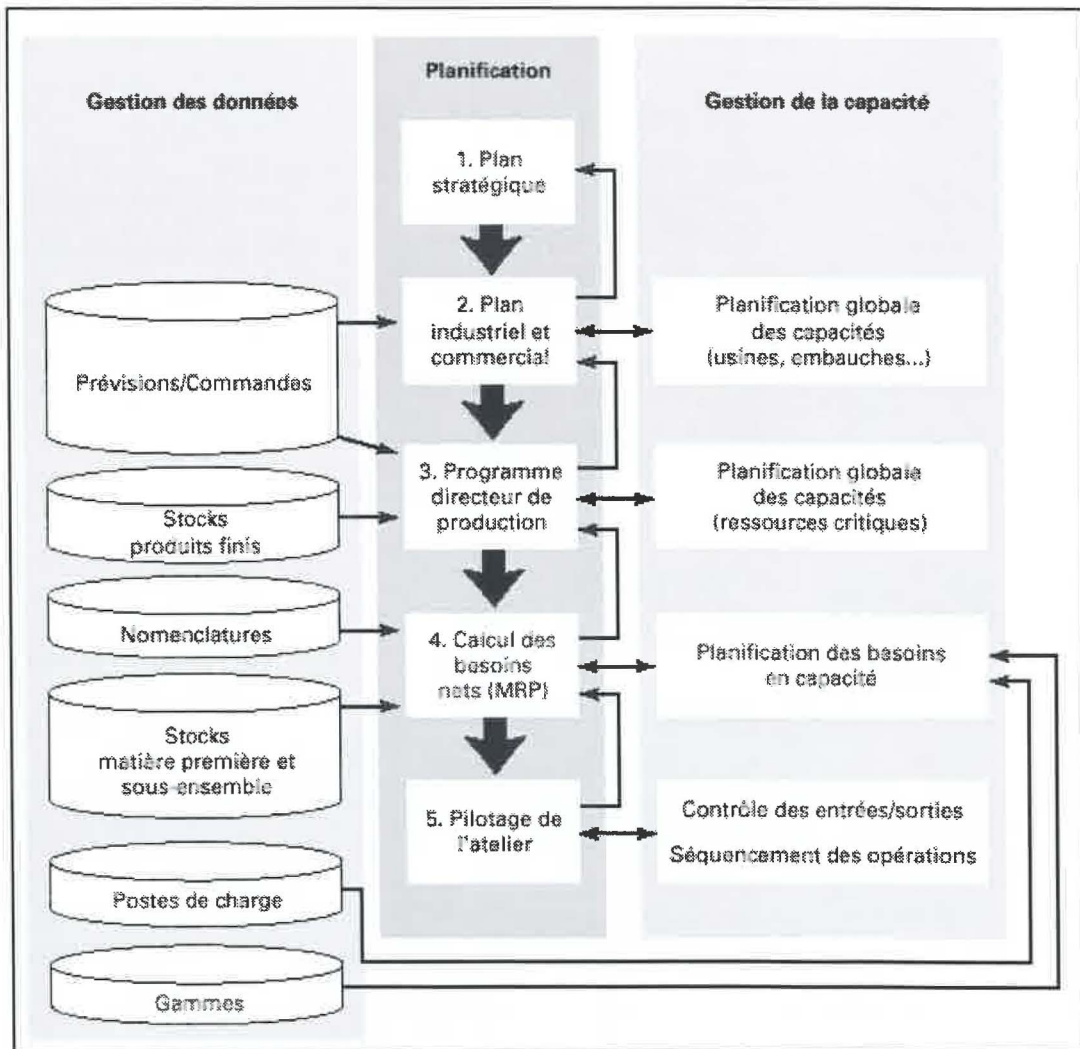 Gestion des données
Planification
Gestion de la capacité
1. Plan
stratégique
2. Plan
industriel et
commercial
Planification globale
des capacités
(usines, embauches...)
Prévisions/Commandes
3. Programme
directeur de
production
Planification globale
des capacités
(ressources critiques)
Stocks
produits finis
Nomenclatures
4. Calcul des
besoins
nets (MRP)
Planification des besoins
en capacité
Stocks
matière première et
sous-ensemble
5. Pilotage de
l'atelier
Contrôle des entrées/sorties
Séquencement des opérations
Postes de charge
Gammes